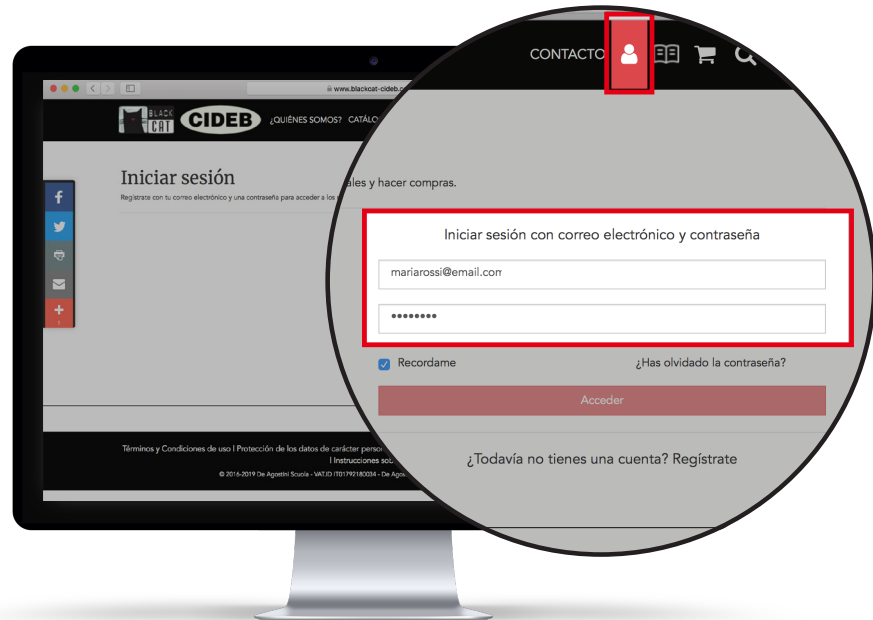 CONTACTO
www.blackcat-cideb.c
BLACK CAT
CIDEB
¿QUIÉNES SOMOS? CATÁLO
Iniciar sesión
Regístrate con tu correo electrónico y una contraseña para acceder a los
ales y hacer compras.
Iniciar sesión con correo electrónico y contraseña
mariarossi@email.com
Recordame
¿Has olvidado la contraseña?
Acceder
¿Todavía no tienes una cuenta? Regístrate
Términos y Condiciones de uso | Protección de los datos de carácter perso
| Instrucciones so
© 2016-2019 De Agostini Scuola - VAT.ID IT01792180034 - De Agos